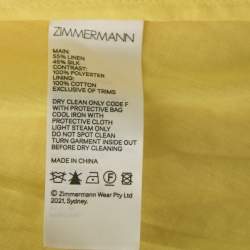 ZIMMERMANN
MAIN:
55% LINEN
45% SILK
CONTRAST:
100% POLYESTER
LINING:
100% COTTON
EXCLUSIVE OF TRIMS
DRY CLEAN ONLY CODE F
WITH PROTECTIVE BAG
COOL IRON WITH
PROTECTIVE CLOTH
LIGHT STEAM ONLY
DO NOT SPOT CLEAN
TURN GARMENT INSIDE OUT
BEFORE DRY CLEANING
MADE IN CHINA
© Zimmermann Wear Pty Ltd
2021, Sydney.